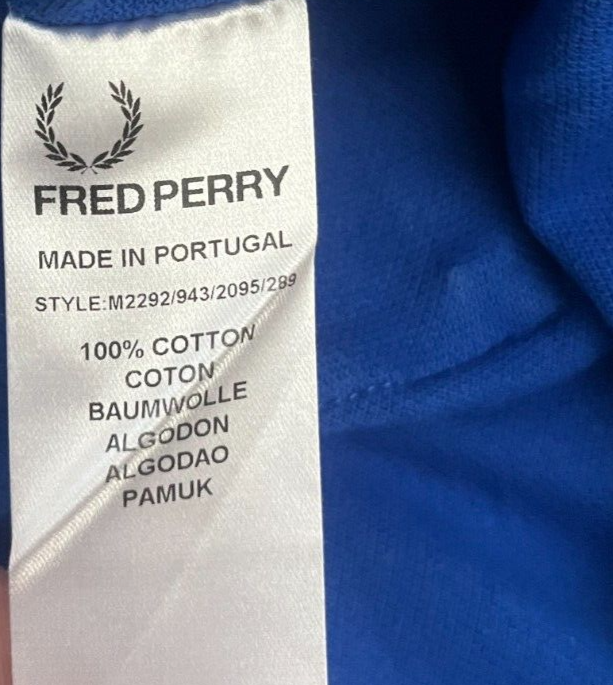 FRED PERRY
MADE IN PORTUGAL
STYLE:M2292/943/2095/289
100% COTTON
COTON
BAUMWOLLE
ALGODON
ALGODAO
PAMUK